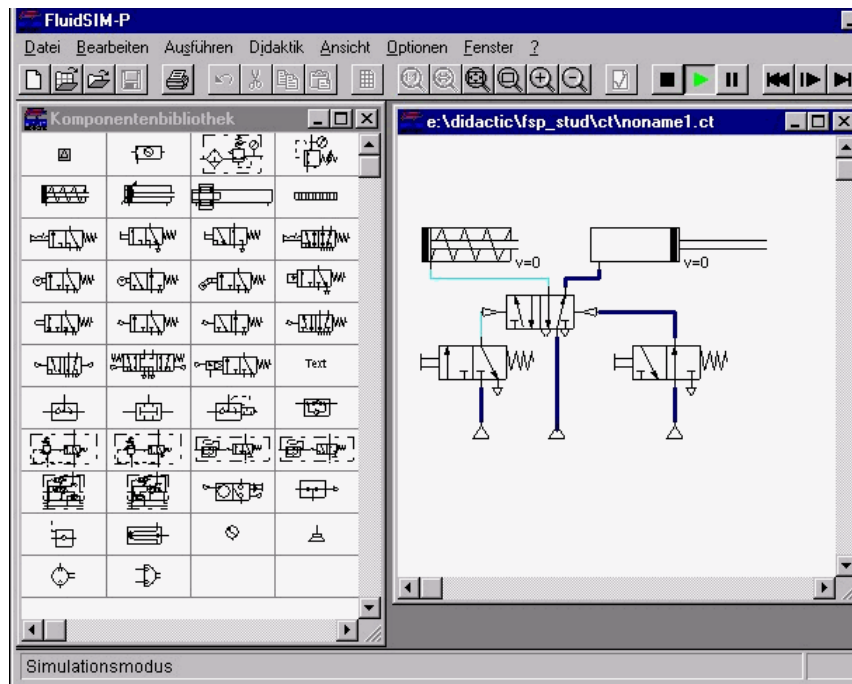 FluidSIM-P
Datei Bearbeiten Ausführen Didaktik Ansicht Optionen Fenster ?
Komponentenbibliothek
e:\didactic\fsp_stud\ct\noname1.ct
v=0 v=0
Text
Simulationsmodus